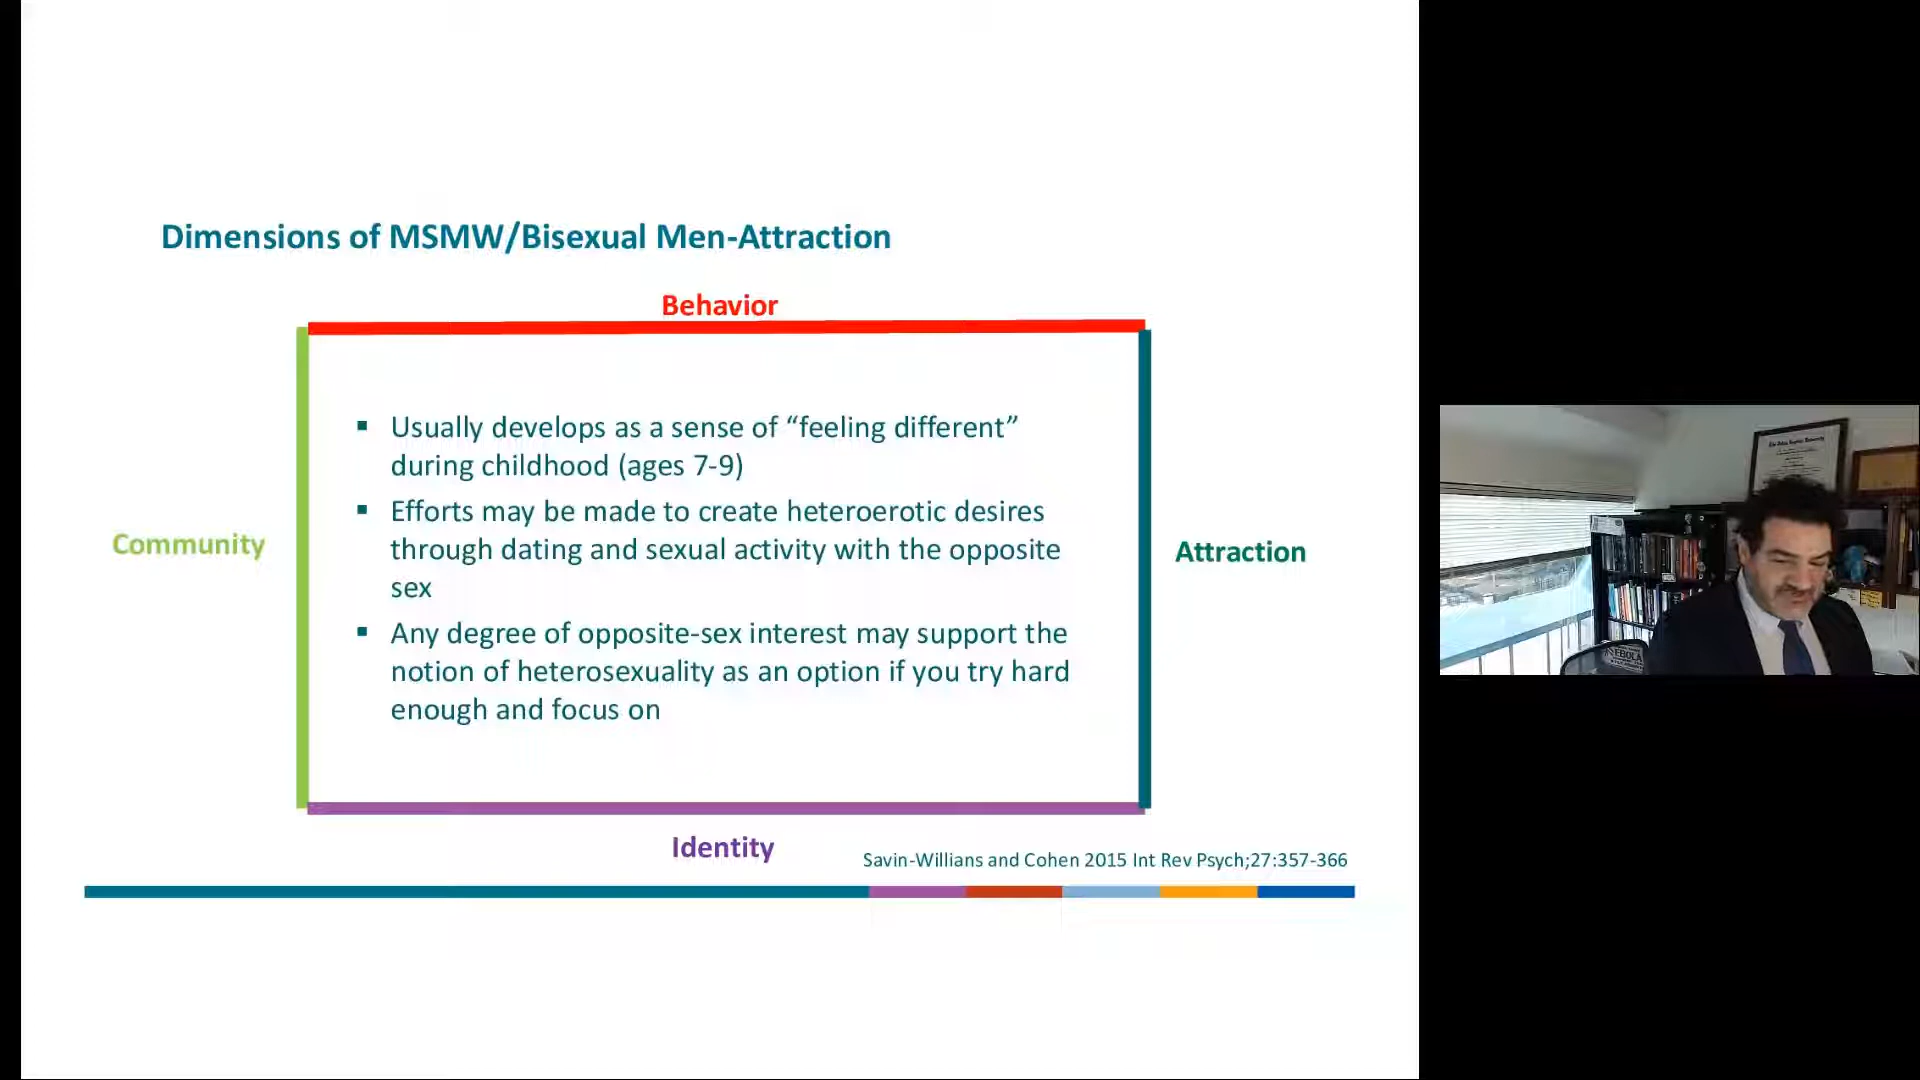 Dimensions of MSMW/Bisexual Men-Attraction
Behavior
▪ Usually develops as a sense of “feeling different”
during childhood (ages 7-9)
▪ Efforts may be made to create heteroerotic desires
through dating and sexual activity with the opposite
sex
▪ Any degree of opposite-sex interest may support the
notion of heterosexuality as an option if you try hard
enough and focus on
Community
Attraction
Identity
Savin-Willians and Cohen 2015 Int Rev Psych;27:357-366
EBOLA